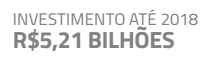 INVESTIMENTO ATÉ 2018
R$5,21 BILHÕES